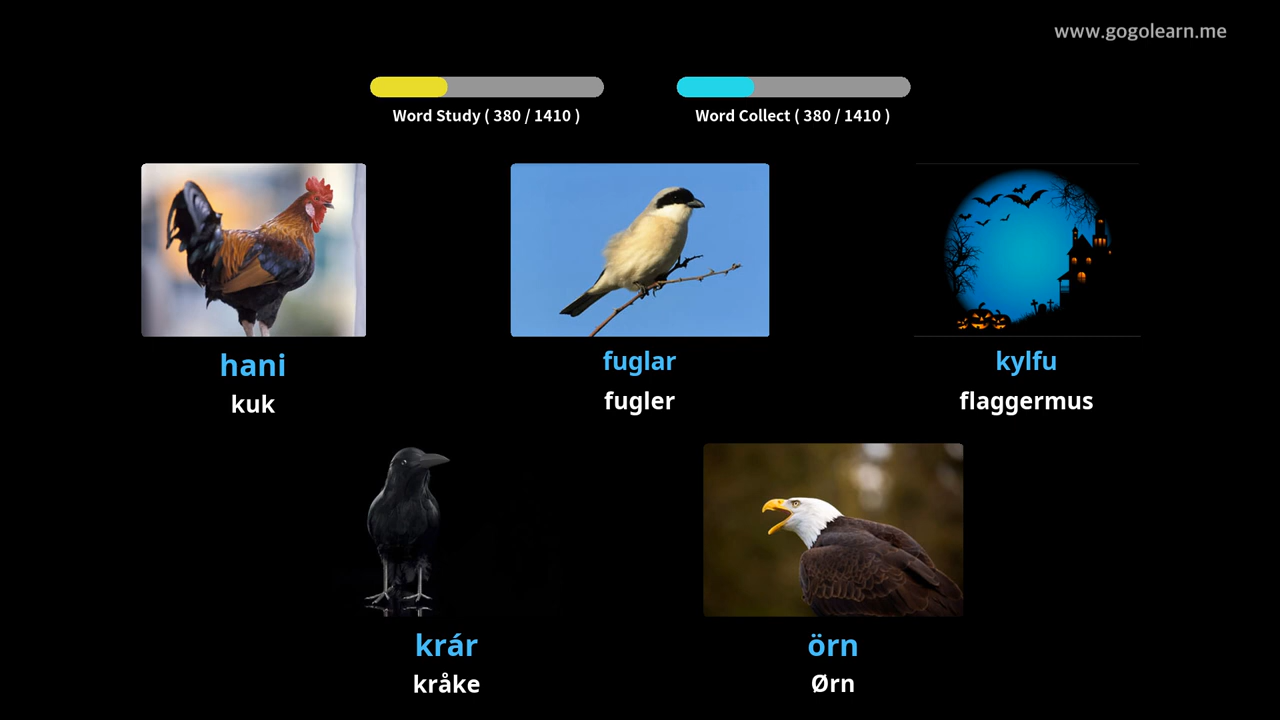 www.gogolearn.me
Word Study ( 380 / 1410 )
Word Collect ( 380 / 1410 )
hani
kuk
fuglar
fugler
kylfu
flaggermus
krár
kråke
örn
Ørn